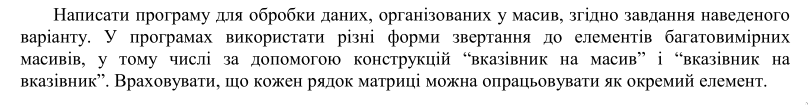 Написати програму для обробки даних, організованих у масив, згідно завдання наведеного
варіанту. У програмах використати різні форми звертання до елементів багатовимірних
масивів, у тому числі за допомогою конструкцій “вказівник на масив” і “вказівник на
вказівник”. Враховувати, що кожен рядок матриці можна опрацьовувати як окремий елемент.